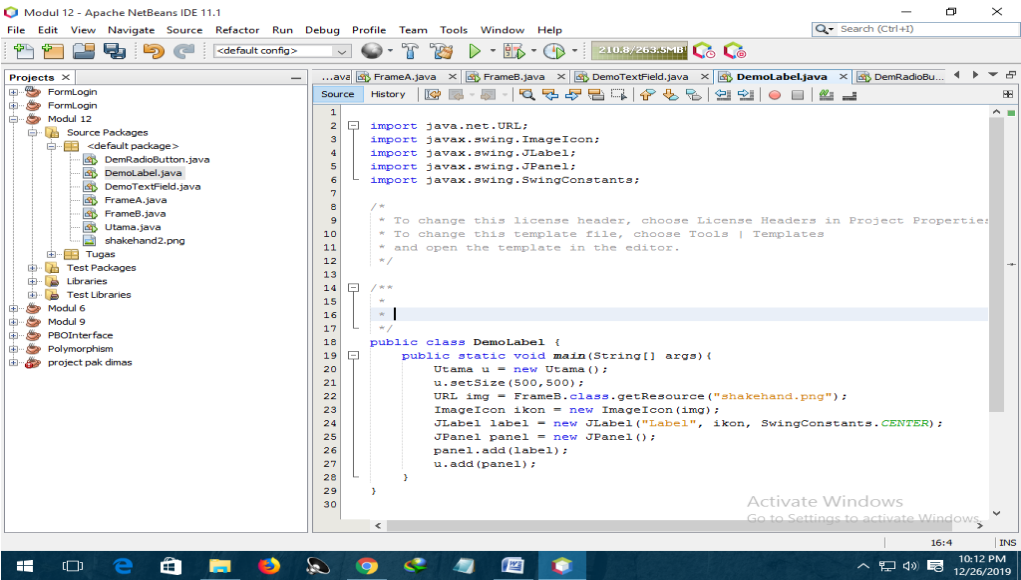 Modul 12 - Apache NetBeans IDE 11.1
File Edit View Navigate Source Refactor Run Debug Profile Team Tools Window Help
Search (Ctrl+I)
<default config>
210.8/263.5MB
Projects
FormLogin
FormLogin
Modul 12
Source Packages
<default package>
DemRadioButton.java
DemoLabel.java
DemoTextField.java
FrameA.java
FrameB.java
Utama.java
shakehand2.png
Tugas
Test Packages
Libraries
Test Libraries
Modul 6
Modul 9
PBOInterface
Polymorphism
project pak dimas
...ava FrameA.java FrameB.java DemoTextField.java DemoLabel.java DemRadioBu...
Source History
1
2 import java.net.URL;
3 import javax.swing.ImageIcon;
4 import javax.swing.JLabel;
5 import javax.swing.JPanel;
6 import javax.swing.SwingConstants;
7
8 /*
9 * To change this license header, choose License Headers in Project Properties
10 * To change this template file, choose Tools | Templates
11 * and open the template in the editor.
12 */
13
14 /**
15 *
16 *
17 */
18 public class DemoLabel {
19 public static void main(String[] args){
20 Utama u = new Utama();
21 u.setSize(500,500);
22 URL img = FrameB.class.getResource("shakehand.png");
23 ImageIcon ikon = new ImageIcon(img);
24 JLabel label = new JLabel("Label", ikon, SwingConstants.CENTER);
25 JPanel panel = new JPanel();
26 panel.add(label);
27 u.add(panel);
28 }
29 }
30
Activate Windows
Go to Settings to activate Windows.
16:4 INS
10:12 PM
12/26/2019